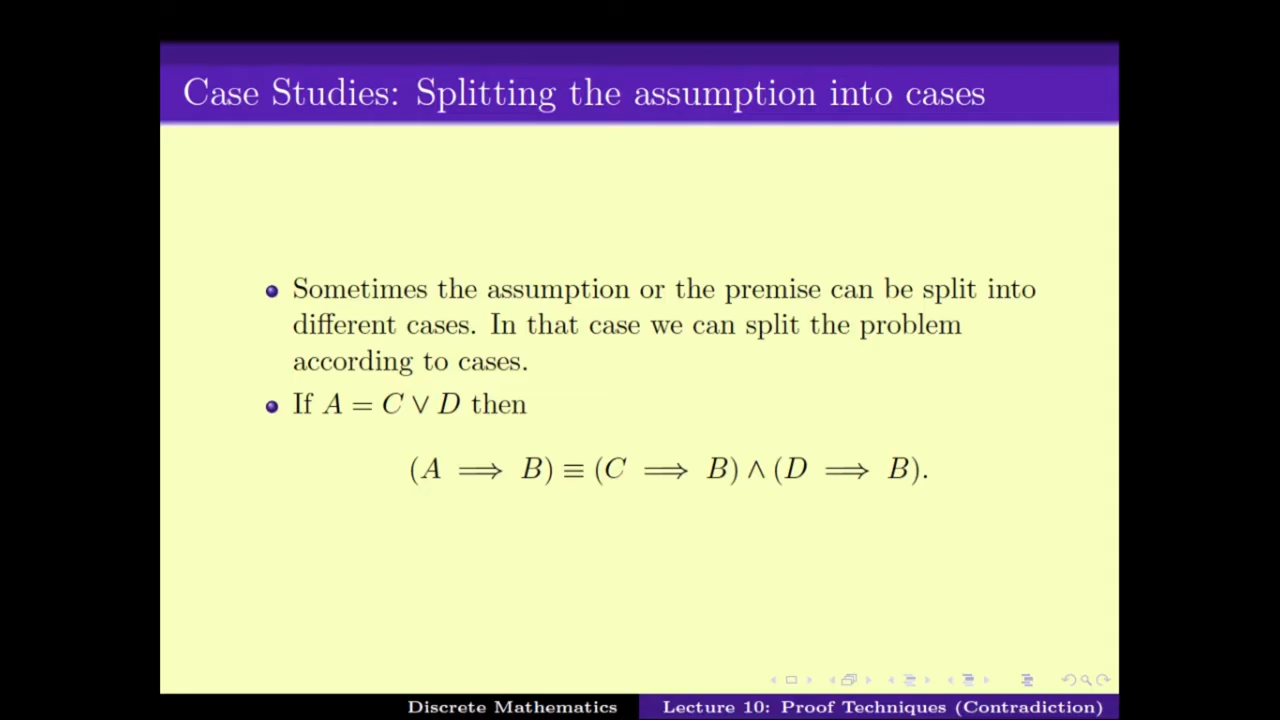 Case Studies: Splitting the assumption into cases
Sometimes the assumption or the premise can be split into
different cases. In that case we can split the problem
according to cases.
If A = C ∨ D then
(A ⟹ B) ≡ (C ⟹ B) ∧ (D ⟹ B).
Discrete Mathematics
Lecture 10: Proof Techniques (Contradiction)